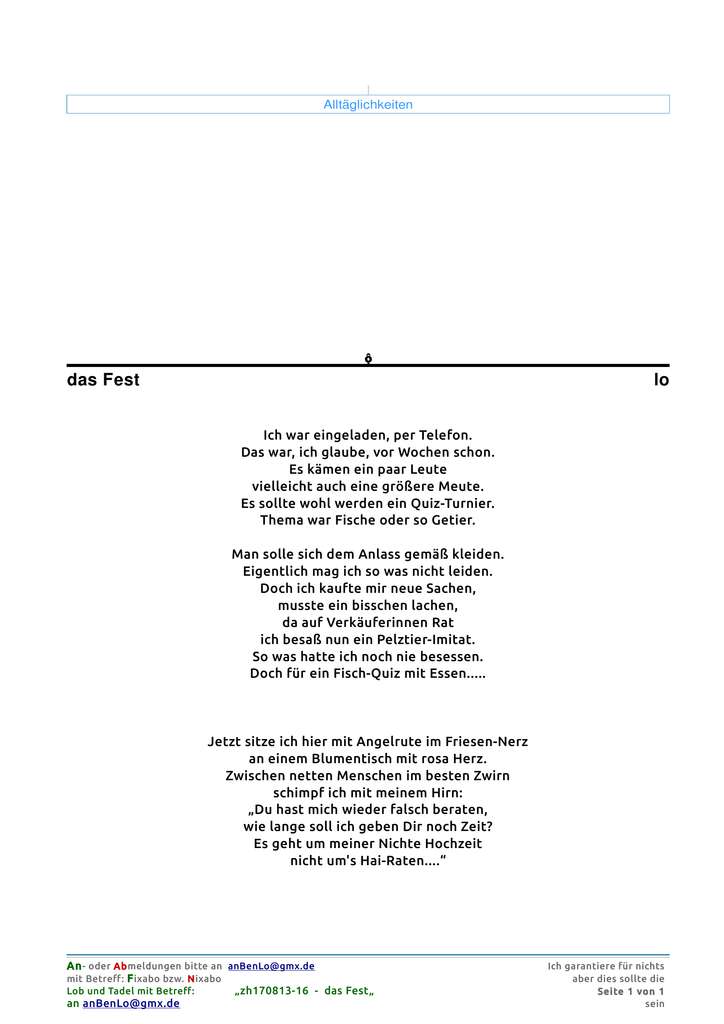 Alltäglichkeiten
ô
das Fest lo
Ich war eingeladen, per Telefon.
Das war, ich glaube, vor Wochen schon.
Es kämen ein paar Leute
vielleicht auch eine größere Meute.
Es sollte wohl werden ein Quiz-Turnier.
Thema war Fische oder so Getier.
Man solle sich dem Anlass gemäß kleiden.
Eigentlich mag ich so was nicht leiden.
Doch ich kaufte mir neue Sachen,
musste ein bisschen lachen,
da auf Verkäuferinnen Rat
ich besaß nun ein Pelztier-Imitat.
So was hatte ich noch nie besessen.
Doch für ein Fisch-Quiz mit Essen.....
Jetzt sitze ich hier mit Angelrute im Friesen-Nerz
an einem Blumentisch mit rosa Herz.
Zwischen netten Menschen im besten Zwirn
schimpf ich mit meinem Hirn:
„Du hast mich wieder falsch beraten,
wie lange soll ich geben Dir noch Zeit?
Es geht um meiner Nichte Hochzeit
nicht um's Hai-Raten....“
An- oder Abmeldungen bitte an anBenLo@gmx.de Ich garantiere für nichts
mit Betreff: Fixabo bzw. Nixabo aber dies sollte die
Lob und Tadel mit Betreff: „zh170813-16 - das Fest„ Seite 1 von 1
an anBenLo@gmx.de sein